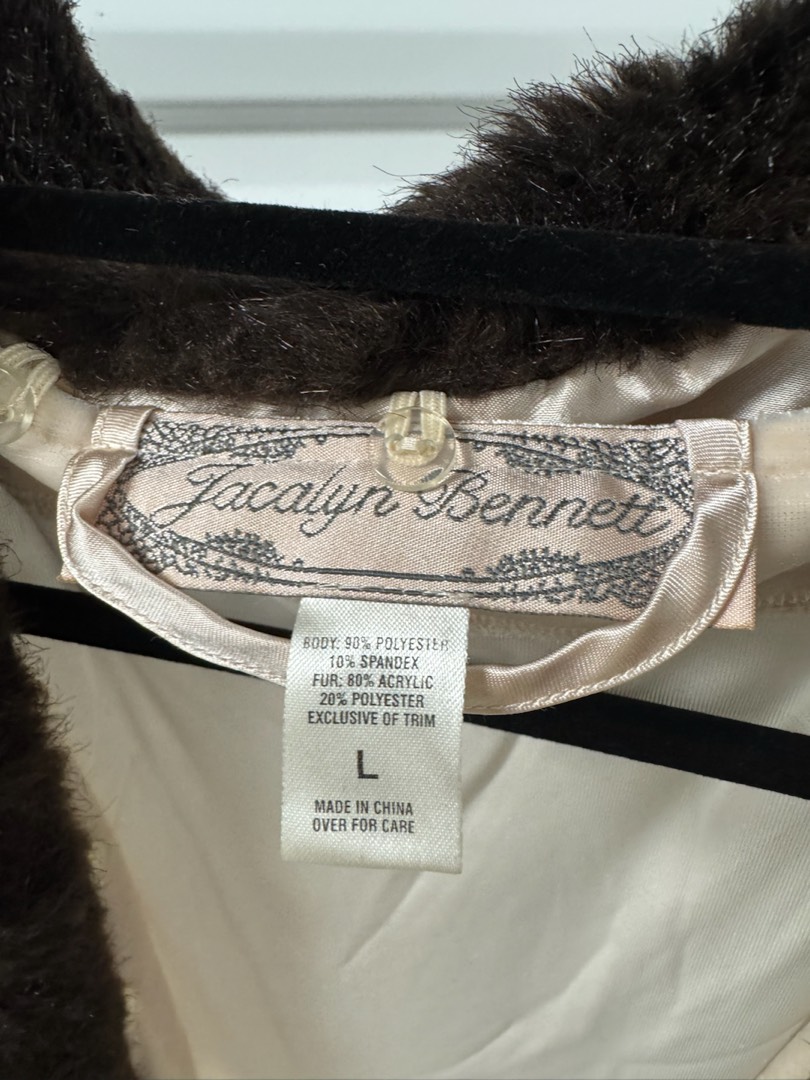 Jacalyn Bennett
BODY: 90% POLYESTER
10% SPANDEX
FUR: 80% ACRYLIC
20% POLYESTER
EXCLUSIVE OF TRIM
L
MADE IN CHINA
OVER FOR CARE